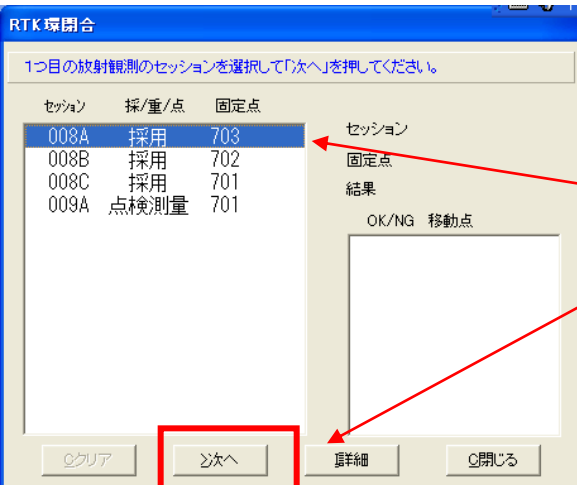 RTK環閉合
1つ目の放射観測のセッションを選択して「次へ」を押してください。
セッション 採/重/点 固定点
008A 採用 703
008B 採用 702
008C 採用 701
009A 点検測量 701
セッション
固定点
結果
OK/NG 移動点
Cクリア
>次へ
I詳細
C閉じる